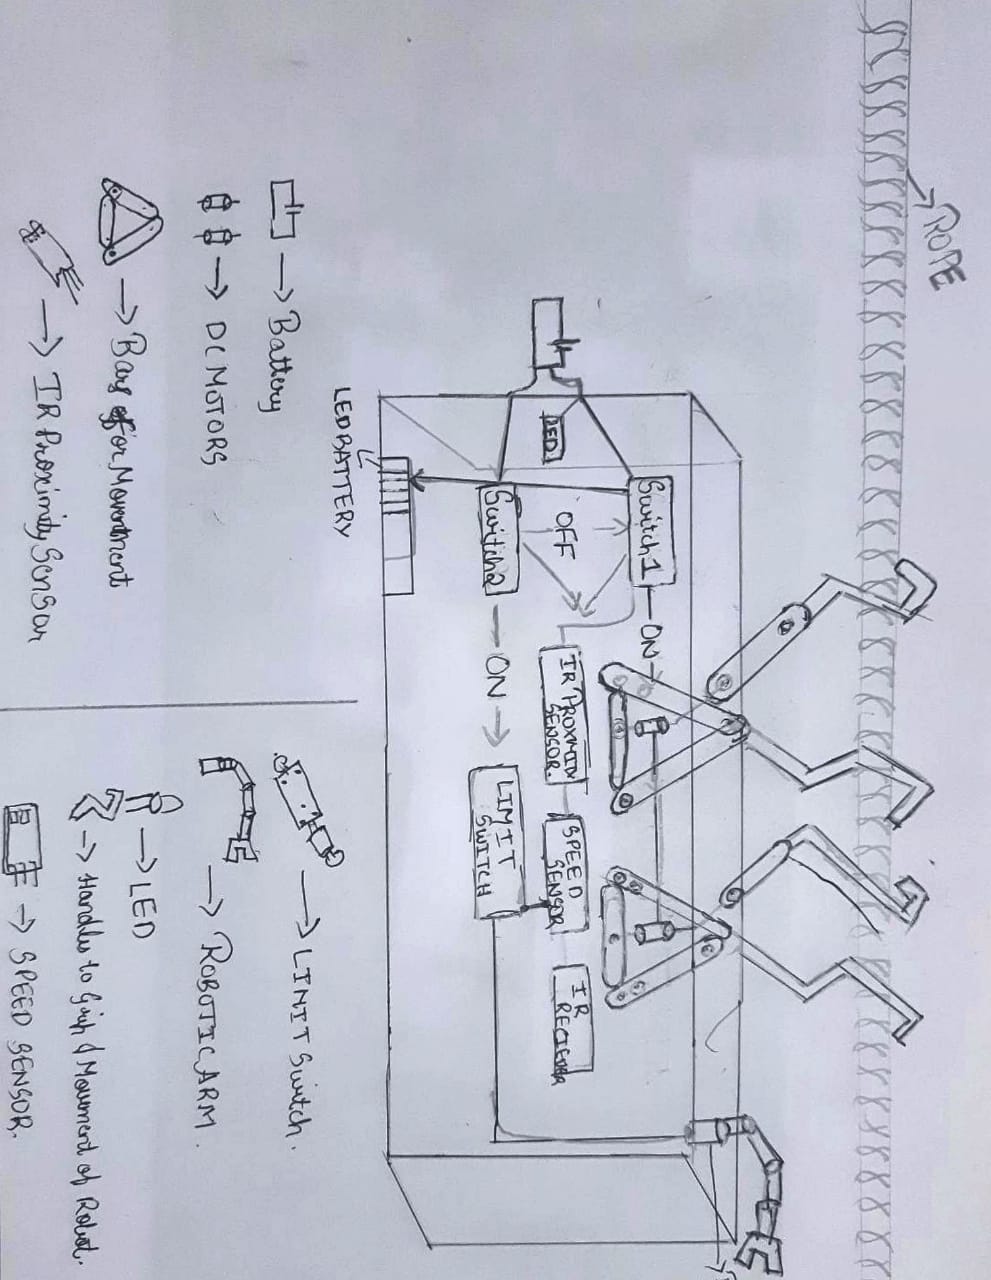 ROPE
Switch1
ON
LED
OFF
IR PROXMITY
SENSOR.
SPEED
SENSOR
IR
RECIEVER
Switch2
ON
LIMIT
SWITCH
LED BATTERY
Battery
DC MOTORS
Bars for Moventment
IR Proximity Sensor
LIMIT Switch.
ROBOTIC ARM.
LED
Handles to Grip & Movement of Robot.
SPEED SENSOR.